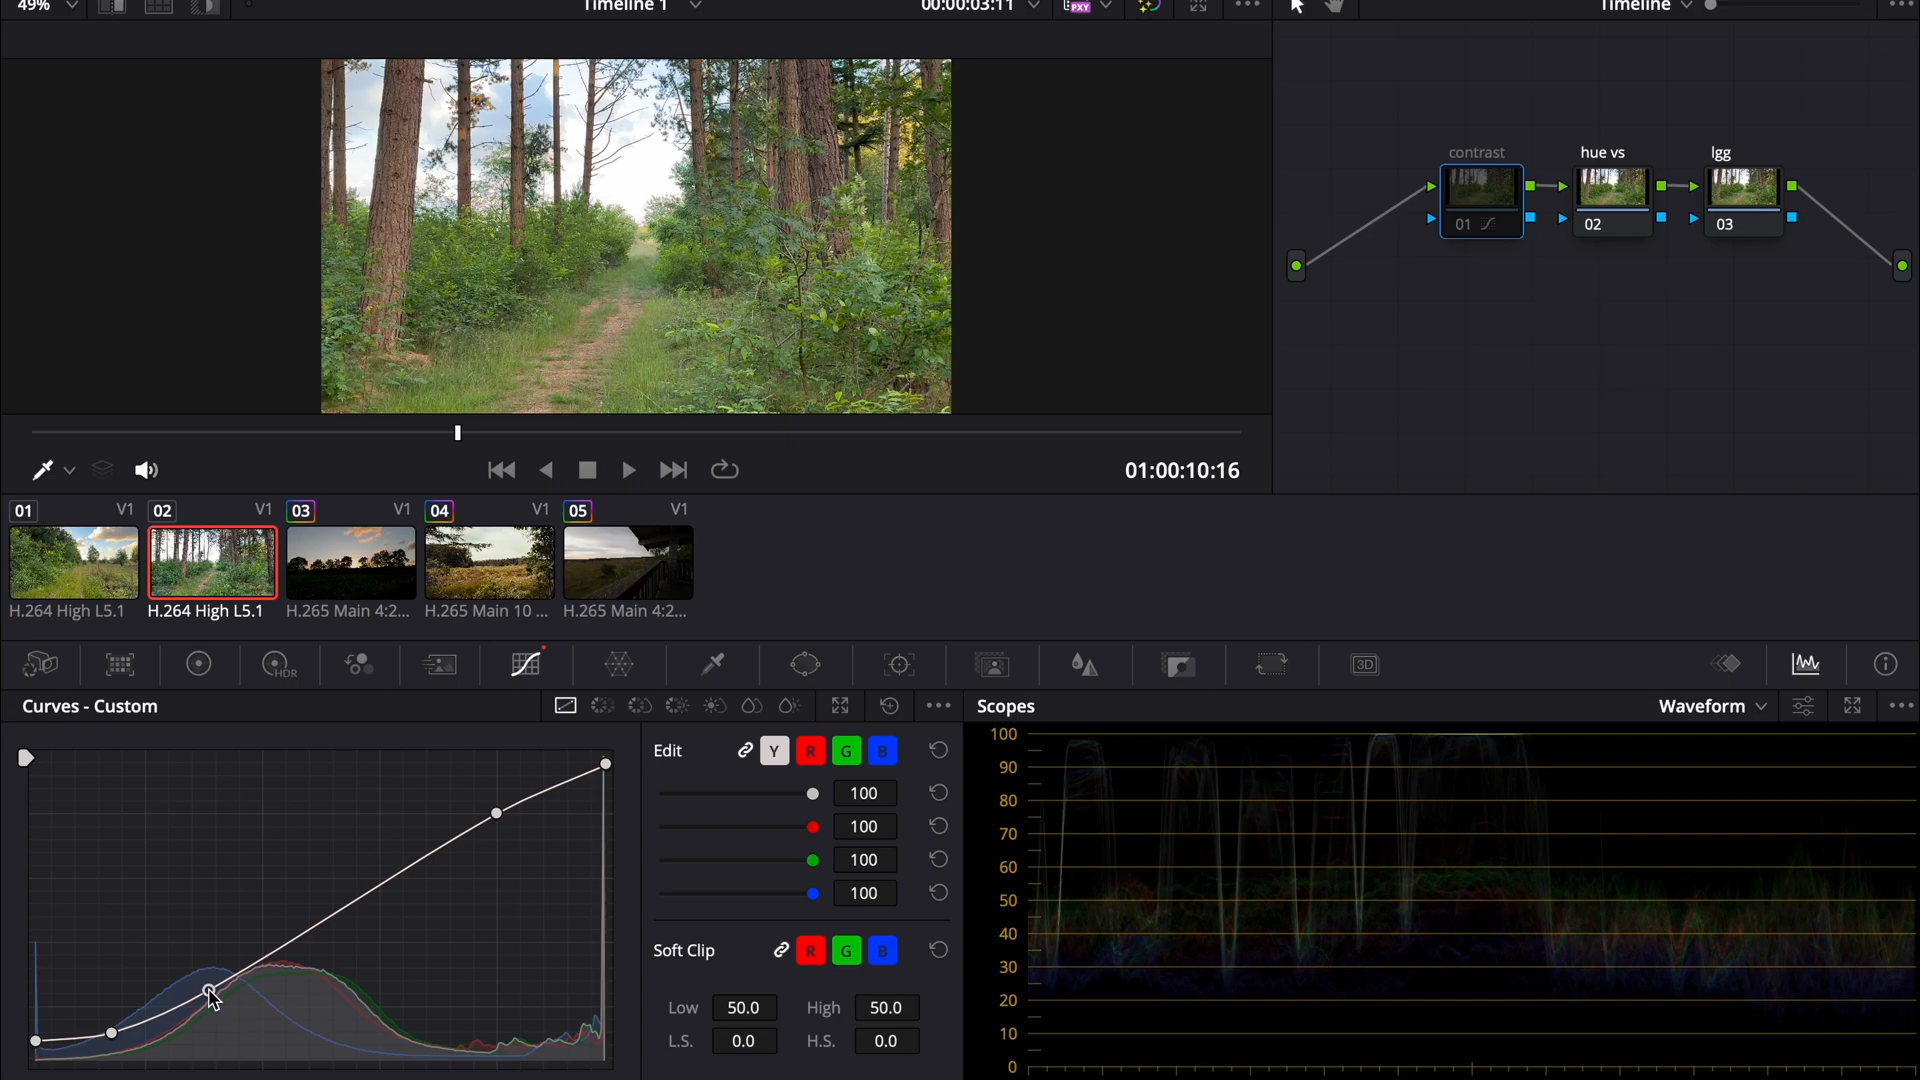 49%
Timeline 1
00:00:03:11
PXY
Timeline
contrast
hue vs
lgg
01
02
03
01:00:10:16
01 V1
02 V1
03 V1
04 V1
05 V1
H.264 High L5.1
H.264 High L5.1
H.265 Main 4:2...
H.265 Main 10 ...
H.265 Main 4:2...
HDR
3D
Curves - Custom
Scopes
Waveform
Edit Y R G B
100
100
100
100
Soft Clip R G B
Low 50.0 High 50.0
L.S. 0.0 H.S. 0.0
100
90
80
70
60
50
40
30
20
10
0